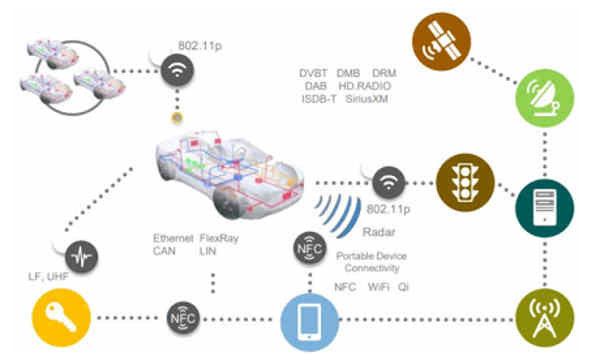 802.11p
DVBT DMB DRM
DAB HD.RADIO
ISDB-T SiriusXM
802.11p
Radar
Ethernet FlexRay
CAN LIN
NFC
Portable Device
Connectivity
NFC WiFi Qi
LF, UHF
NFC